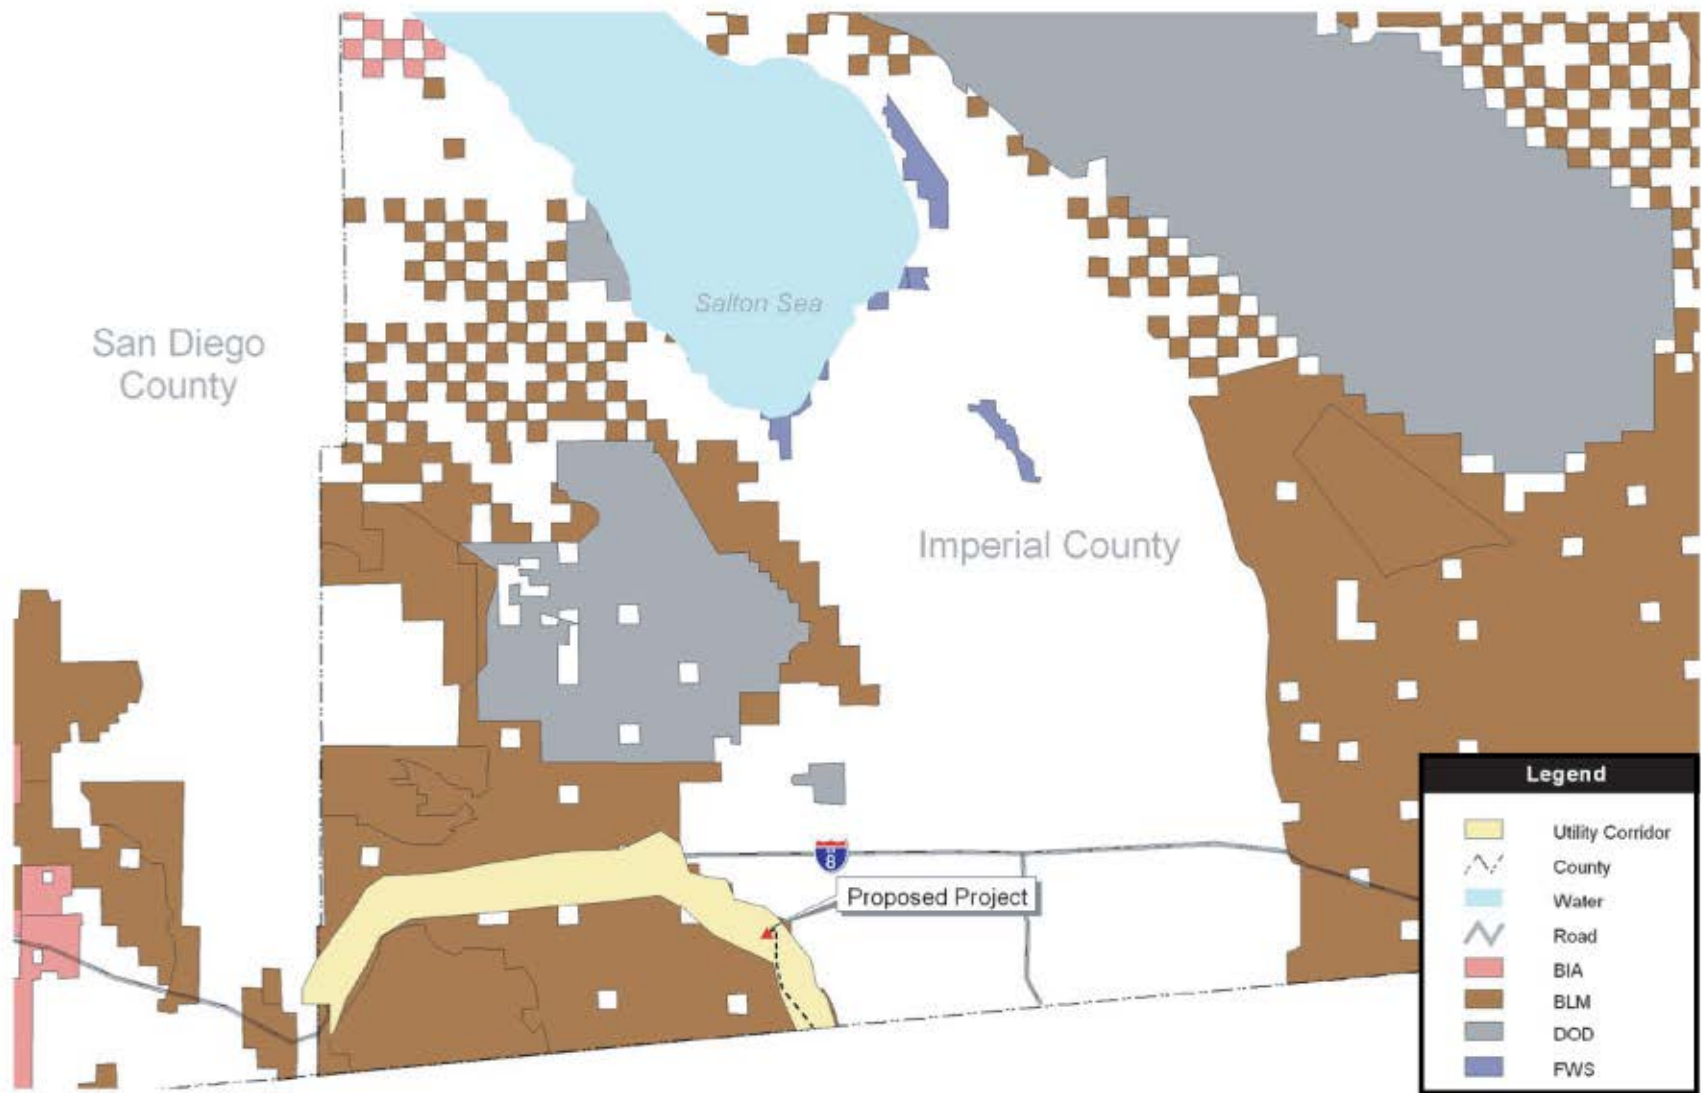 Salton Sea
San Diego
County
Imperial County
8
Proposed Project
Legend
Utility Corridor
County
Water
Road
BIA
BLM
DOD
FWS